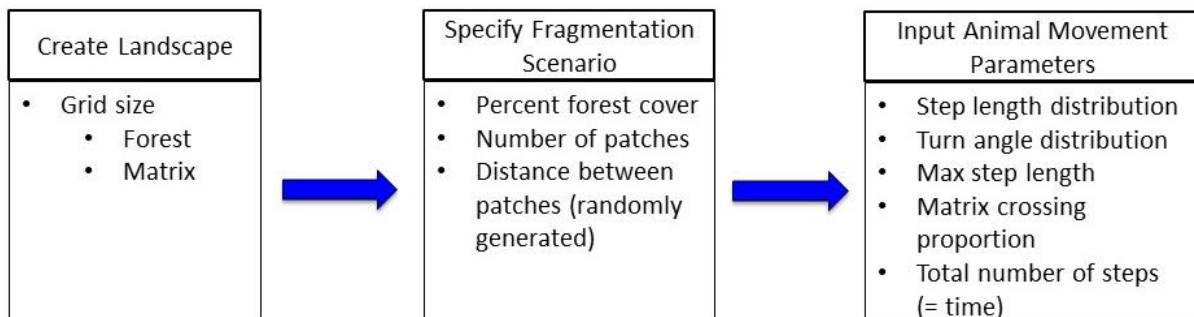 Create Landscape
• Grid size
• Forest
• Matrix
Specify Fragmentation
Scenario
• Percent forest cover
• Number of patches
• Distance between
patches (randomly
generated)
Input Animal Movement
Parameters
• Step length distribution
• Turn angle distribution
• Max step length
• Matrix crossing
proportion
• Total number of steps
(= time)